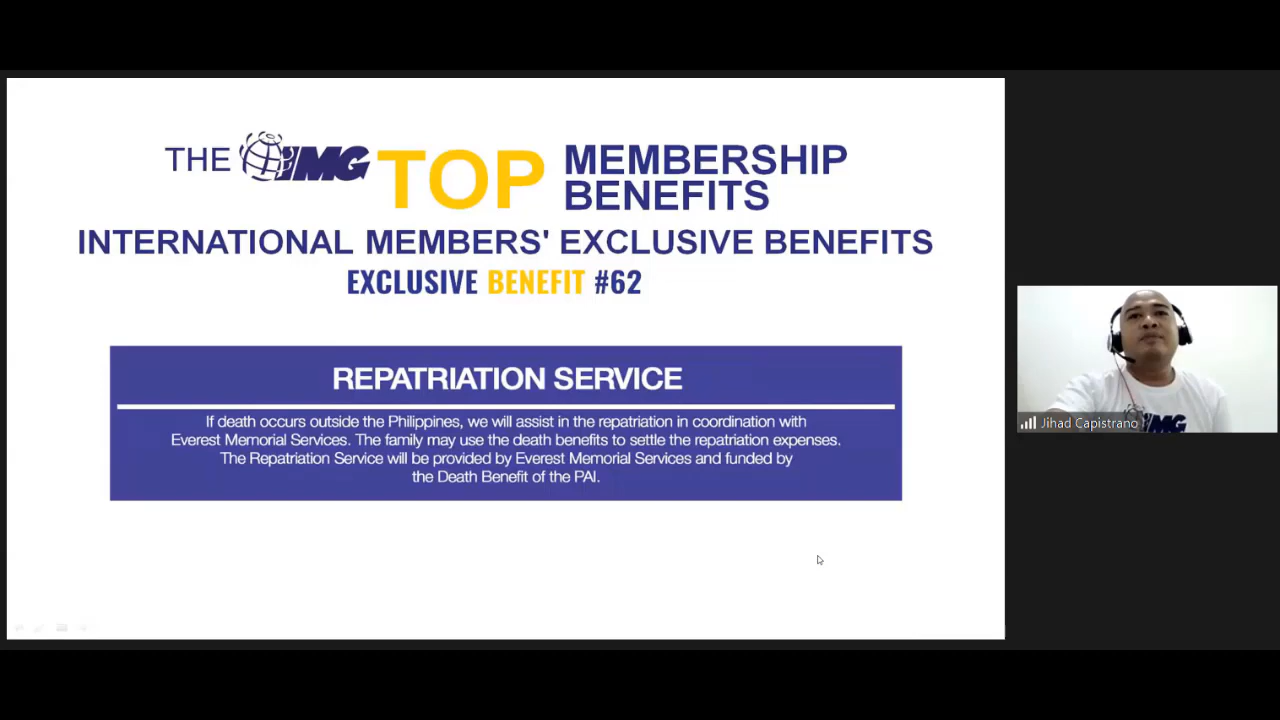 THE IMG TOP MEMBERSHIP
BENEFITS
INTERNATIONAL MEMBERS' EXCLUSIVE BENEFITS
EXCLUSIVE BENEFIT #62
REPATRIATION SERVICE
If death occurs outside the Philippines, we will assist in the repatriation in coordination with
Everest Memorial Services. The family may use the death benefits to settle the repatriation expenses.
The Repatriation Service will be provided by Everest Memorial Services and funded by
the Death Benefit of the PAI.
IMG
Jihad Capistrano